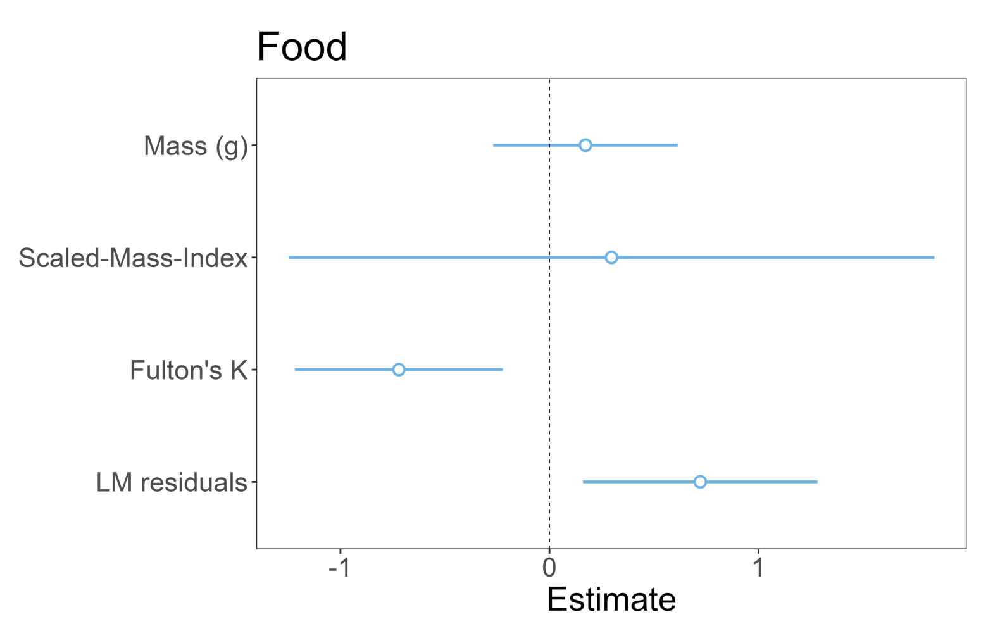 Food
Mass (g)
Scaled-Mass-Index
Fulton's K
LM residuals
-1 0 1
Estimate